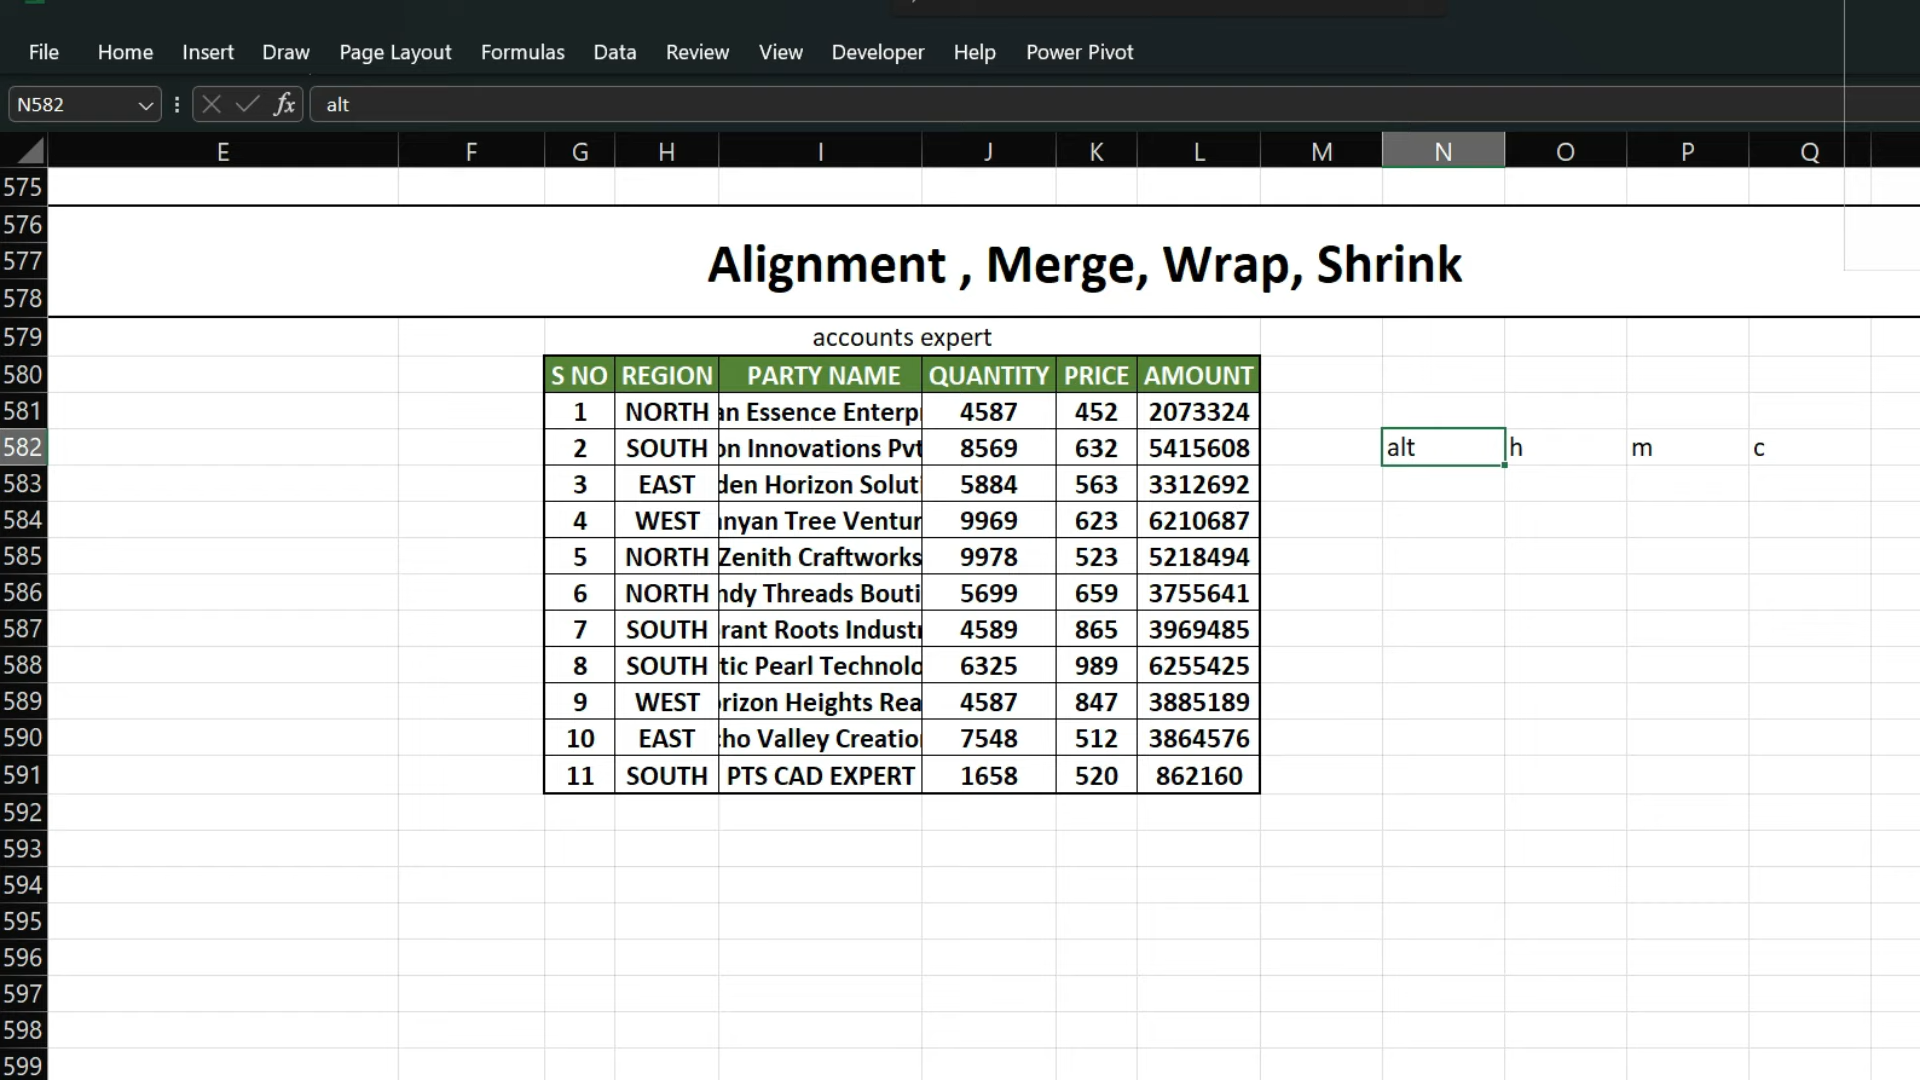 File Home Insert Draw Page Layout Formulas Data Review View Developer Help Power Pivot
N582 fx alt
E F G H I J K L M N O P Q
575
576
577 Alignment , Merge, Wrap, Shrink
578
579 accounts expert
580 S NO REGION PARTY NAME QUANTITY PRICE AMOUNT
581 1 NORTH an Essence Enterp 4587 452 2073324
582 2 SOUTH on Innovations Pvt 8569 632 5415608 alt h m c
583 3 EAST den Horizon Solut 5884 563 3312692
584 4 WEST nyan Tree Ventur 9969 623 6210687
585 5 NORTH Zenith Craftworks 9978 523 5218494
586 6 NORTH ndy Threads Bouti 5699 659 3755641
587 7 SOUTH rant Roots Indust 4589 865 3969485
588 8 SOUTH tic Pearl Technolo 6325 989 6255425
589 9 WEST rizon Heights Rea 4587 847 3885189
590 10 EAST ho Valley Creatio 7548 512 3864576
591 11 SOUTH PTS CAD EXPERT 1658 520 862160
592
593
594
595
596
597
598
599